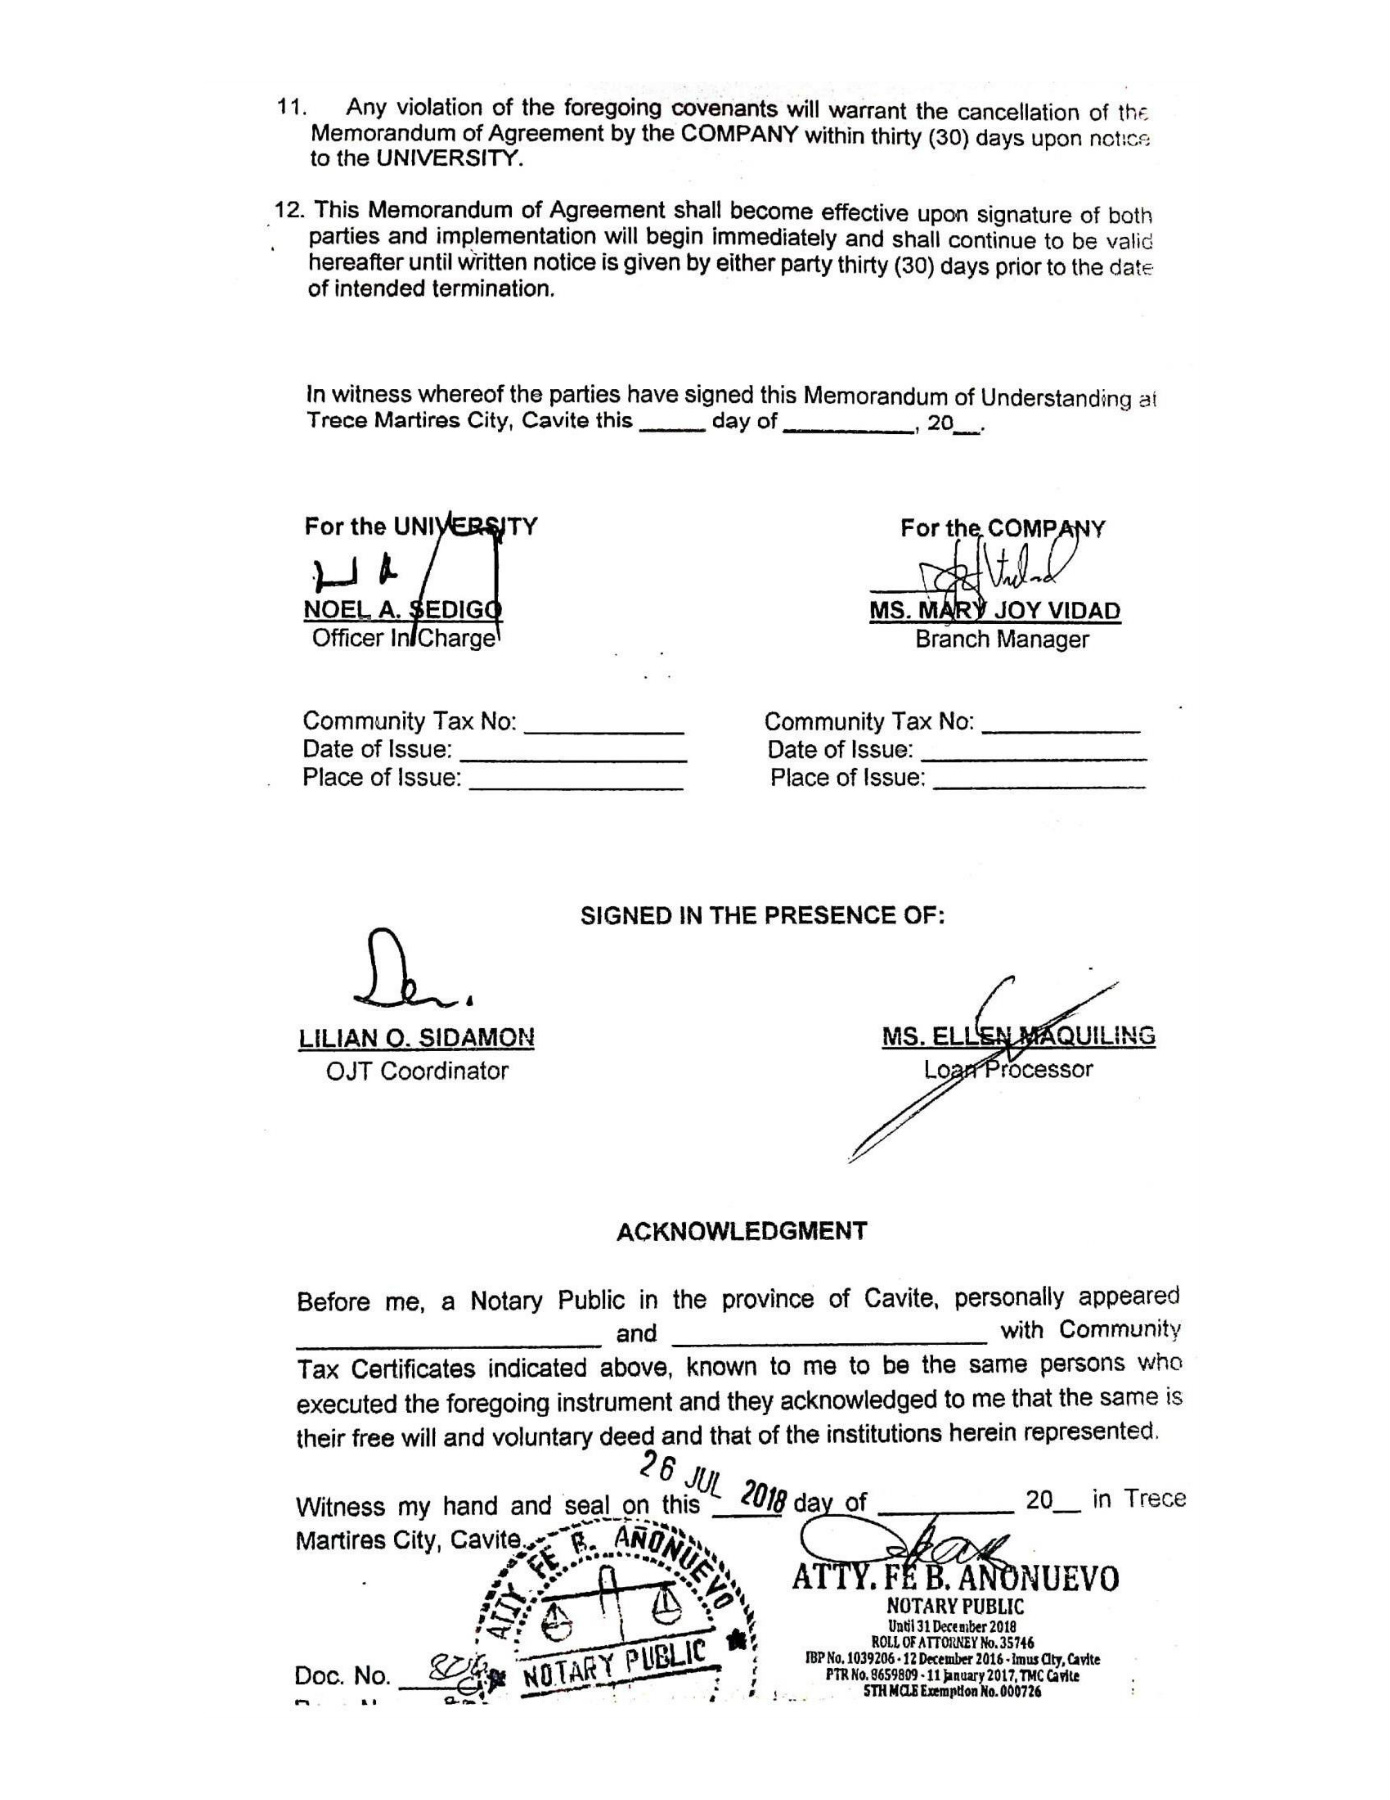 11. Any violation of the foregoing covenants will warrant the cancellation of the
Memorandum of Agreement by the COMPANY within thirty (30) days upon notice
to the UNIVERSITY.
12. This Memorandum of Agreement shall become effective upon signature of both
parties and implementation will begin immediately and shall continue to be valid
hereafter until written notice is given by either party thirty (30) days prior to the date
of intended termination.
In witness whereof the parties have signed this Memorandum of Understanding at
Trece Martires City, Cavite this _____ day of ___________, 20__.
For the UNIVERSITY
For the COMPANY
NOEL A. SEDIGO
MS. MARY JOY VIDAD
Officer In Charge
Branch Manager
Community Tax No: ______________
Community Tax No: ______________
Date of Issue: ____________________
Date of Issue: ____________________
Place of Issue: ___________________
Place of Issue: ___________________
SIGNED IN THE PRESENCE OF:
LILIAN O. SIDAMON
MS. ELLEN MAQUILING
OJT Coordinator
Loan Processor
ACKNOWLEDGMENT
Before me, a Notary Public in the province of Cavite, personally appeared
__________________________ and __________________________ with Community
Tax Certificates indicated above, known to me to be the same persons who
executed the foregoing instrument and they acknowledged to me that the same is
their free will and voluntary deed and that of the institutions herein represented.
26 JUL 2018
Witness my hand and seal on this ______ day of ____________ 20__ in Trece
Martires City, Cavite.
ATTY. FE B. AÑONUEVO
NOTARY PUBLIC
ATTY. FE B. ANONUEVO
NOTARY PUBLIC
Until 31 December 2018
ROLL OF ATTORNEY No. 35746
IBP No. 1039206 - 12 December 2016 - Imus City, Cavite
PTR No. 8659809 - 11 January 2017, TMC Cavite
5TH MCLE Exemption No. 000726
Doc. No.